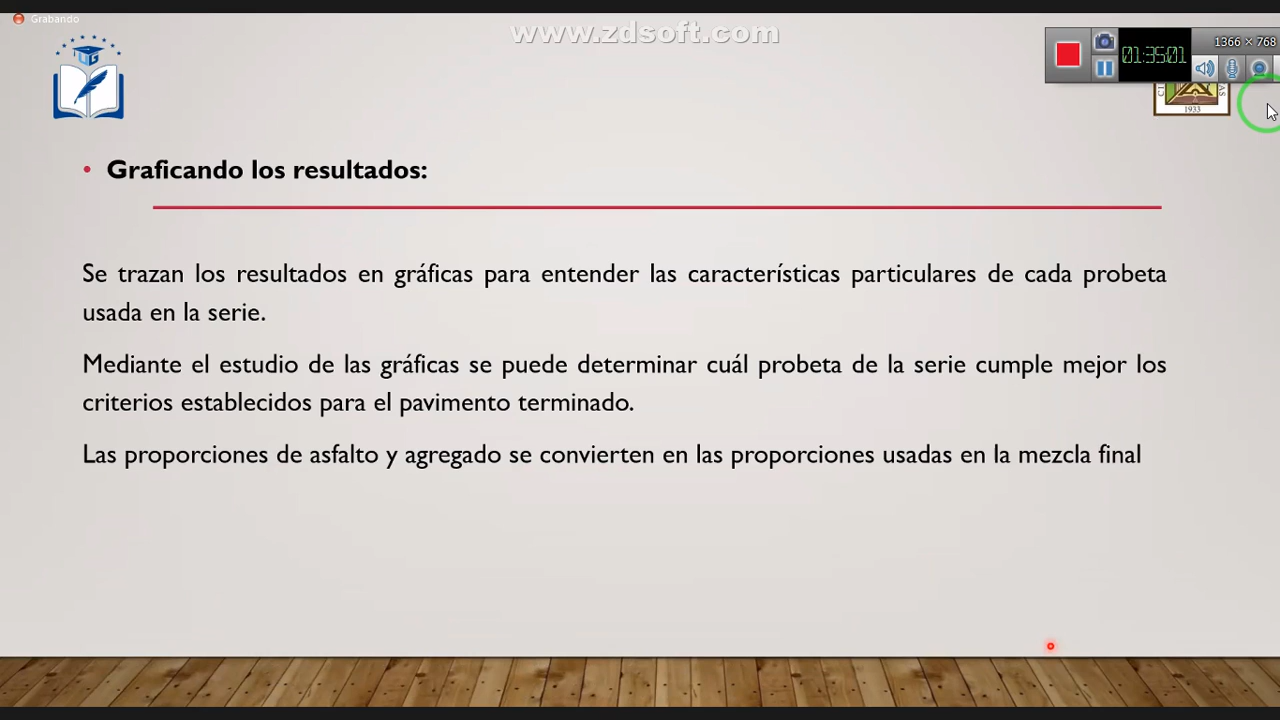 Grabando
www.zdsoft.com
1366 × 768
01:35:01
UG
1933
• Graficando los resultados:
Se trazan los resultados en gráficas para entender las características particulares de cada probeta
usada en la serie.
Mediante el estudio de las gráficas se puede determinar cuál probeta de la serie cumple mejor los
criterios establecidos para el pavimento terminado.
Las proporciones de asfalto y agregado se convierten en las proporciones usadas en la mezcla final